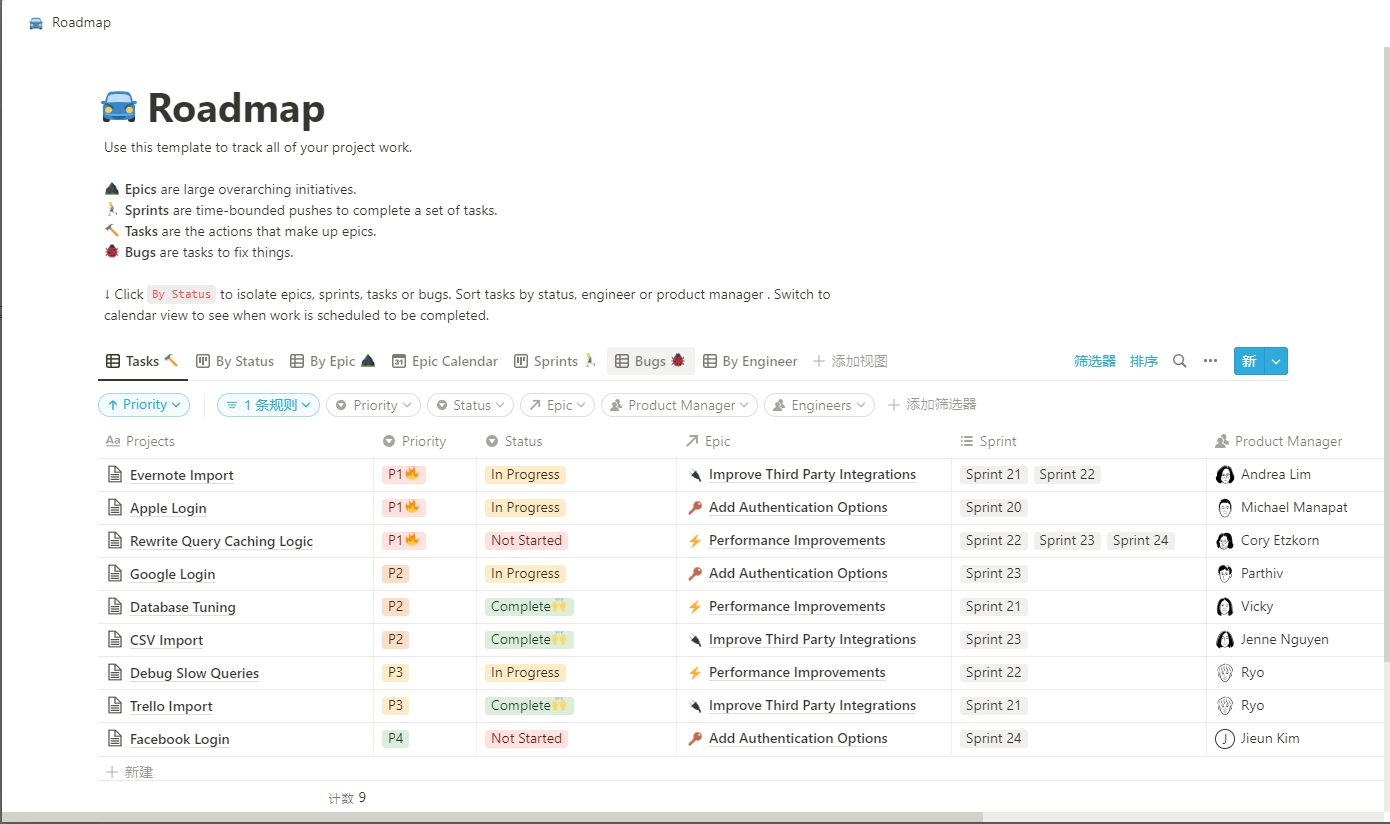 Roadmap
Roadmap
Use this template to track all of your project work.
Epics are large overarching initiatives.
Sprints are time-bounded pushes to complete a set of tasks.
Tasks are the actions that make up epics.
Bugs are tasks to fix things.
↓ Click By Status to isolate epics, sprints, tasks or bugs. Sort tasks by status, engineer or product manager . Switch to
calendar view to see when work is scheduled to be completed.
Tasks By Status By Epic Epic Calendar Sprints Bugs By Engineer + 添加视图 筛选器 排序 新
↑ Priority 1 条规则 Priority Status Epic Product Manager Engineers + 添加筛选器
Aa Projects Priority Status Epic Sprint Product Manager
Evernote Import P1 In Progress Improve Third Party Integrations Sprint 21 Sprint 22 Andrea Lim
Apple Login P1 In Progress Add Authentication Options Sprint 20 Michael Manapat
Rewrite Query Caching Logic P1 Not Started Performance Improvements Sprint 22 Sprint 23 Sprint 24 Cory Etzkorn
Google Login P2 In Progress Add Authentication Options Sprint 23 Parthiv
Database Tuning P2 Complete Performance Improvements Sprint 21 Vicky
CSV Import P2 Complete Improve Third Party Integrations Sprint 23 Jenne Nguyen
Debug Slow Queries P3 In Progress Performance Improvements Sprint 22 Ryo
Trello Import P3 Complete Improve Third Party Integrations Sprint 21 Ryo
Facebook Login P4 Not Started Add Authentication Options Sprint 24 J Jieun Kim
+ 新建
计数 9